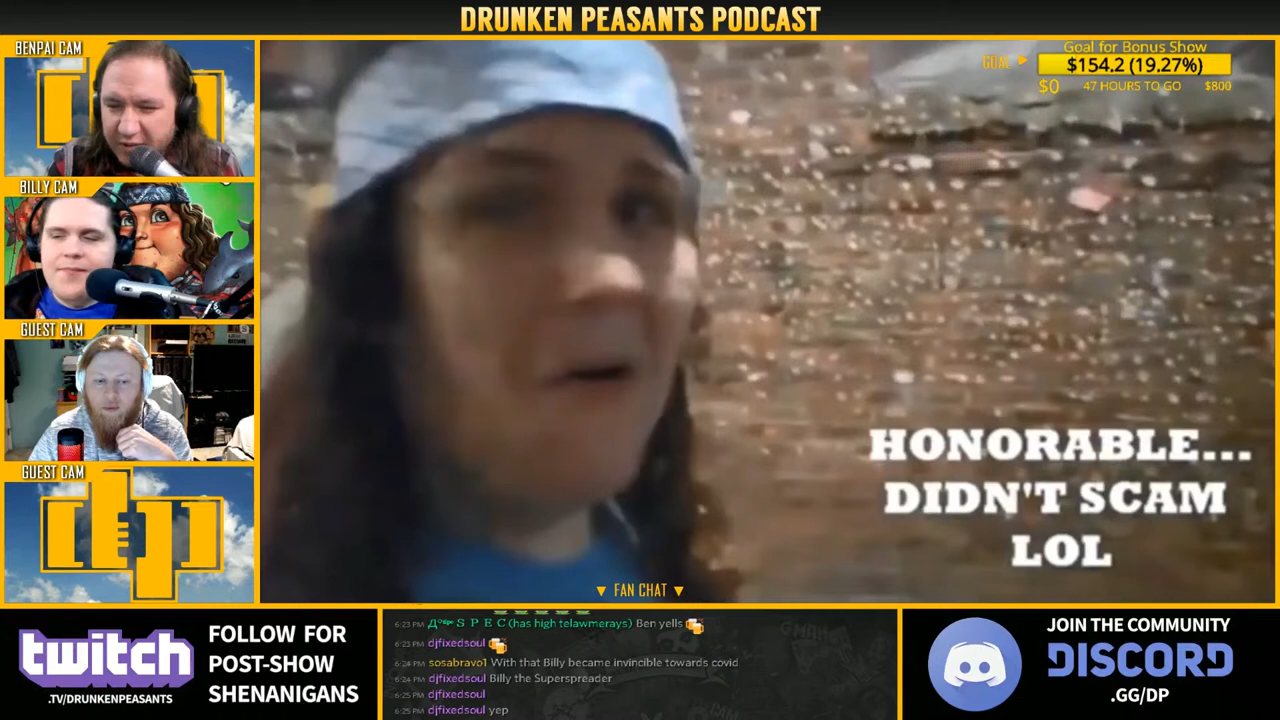 DRUNKEN PEASANTS PODCAST
BENPAI CAM
BILLY CAM
GUEST CAM
GUEST CAM
Goal for Bonus Show
GOAL
$154.2 (19.27%)
$0 47 HOURS TO GO $800
HONORABLE...
DIDN'T SCAM
LOL
▼ FAN CHAT ▼
twitch
.TV/DRUNKENPEASANTS
FOLLOW FOR
POST-SHOW
SHENANIGANS
6:23 PM S P E C (has high telawmerays) Ben yells
6:23 PM djfixedsoul
6:24 PM sosabravo1 With that Billy became invincible towards covid
6:24 PM djfixedsoul Billy the Superspreader
6:25 PM djfixedsoul
6:25 PM djfixedsoul yep
JOIN THE COMMUNITY
DISCORD
.GG/DP